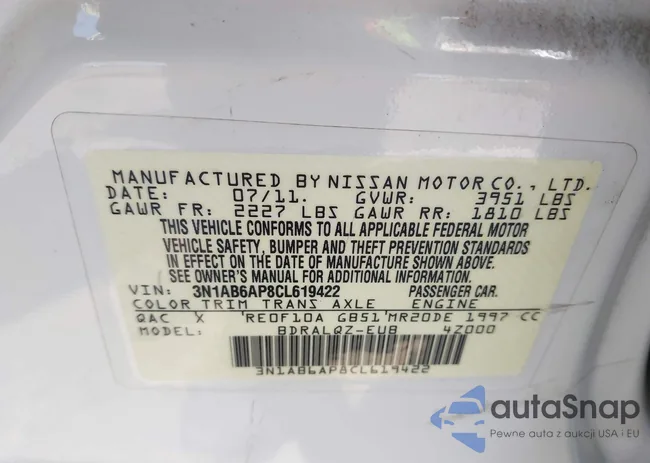 MANUFACTURED BY NISSAN MOTOR CO., LTD.
DATE: 07/11. GVWR: 3951 LBS
GAWR FR: 2227 LBS GAWR RR: 1810 LBS
THIS VEHICLE CONFORMS TO ALL APPLICABLE FEDERAL MOTOR
VEHICLE SAFETY, BUMPER AND THEFT PREVENTION STANDARDS
IN EFFECT ON THE DATE OF MANUFACTURE SHOWN ABOVE.
SEE OWNER'S MANUAL FOR ADDITIONAL INFORMATION.
VIN: 3N1AB6AP8CL619422 PASSENGER CAR.
COLOR TRIM TRANS AXLE ENGINE
QAC X RE0F10A GB51 MR20DE 1997 CC
MODEL: BDRALQZ-EUB 4Z000
3N1AB6AP8CL619422
autaSnap
Pewne auta z aukcji USA i EU